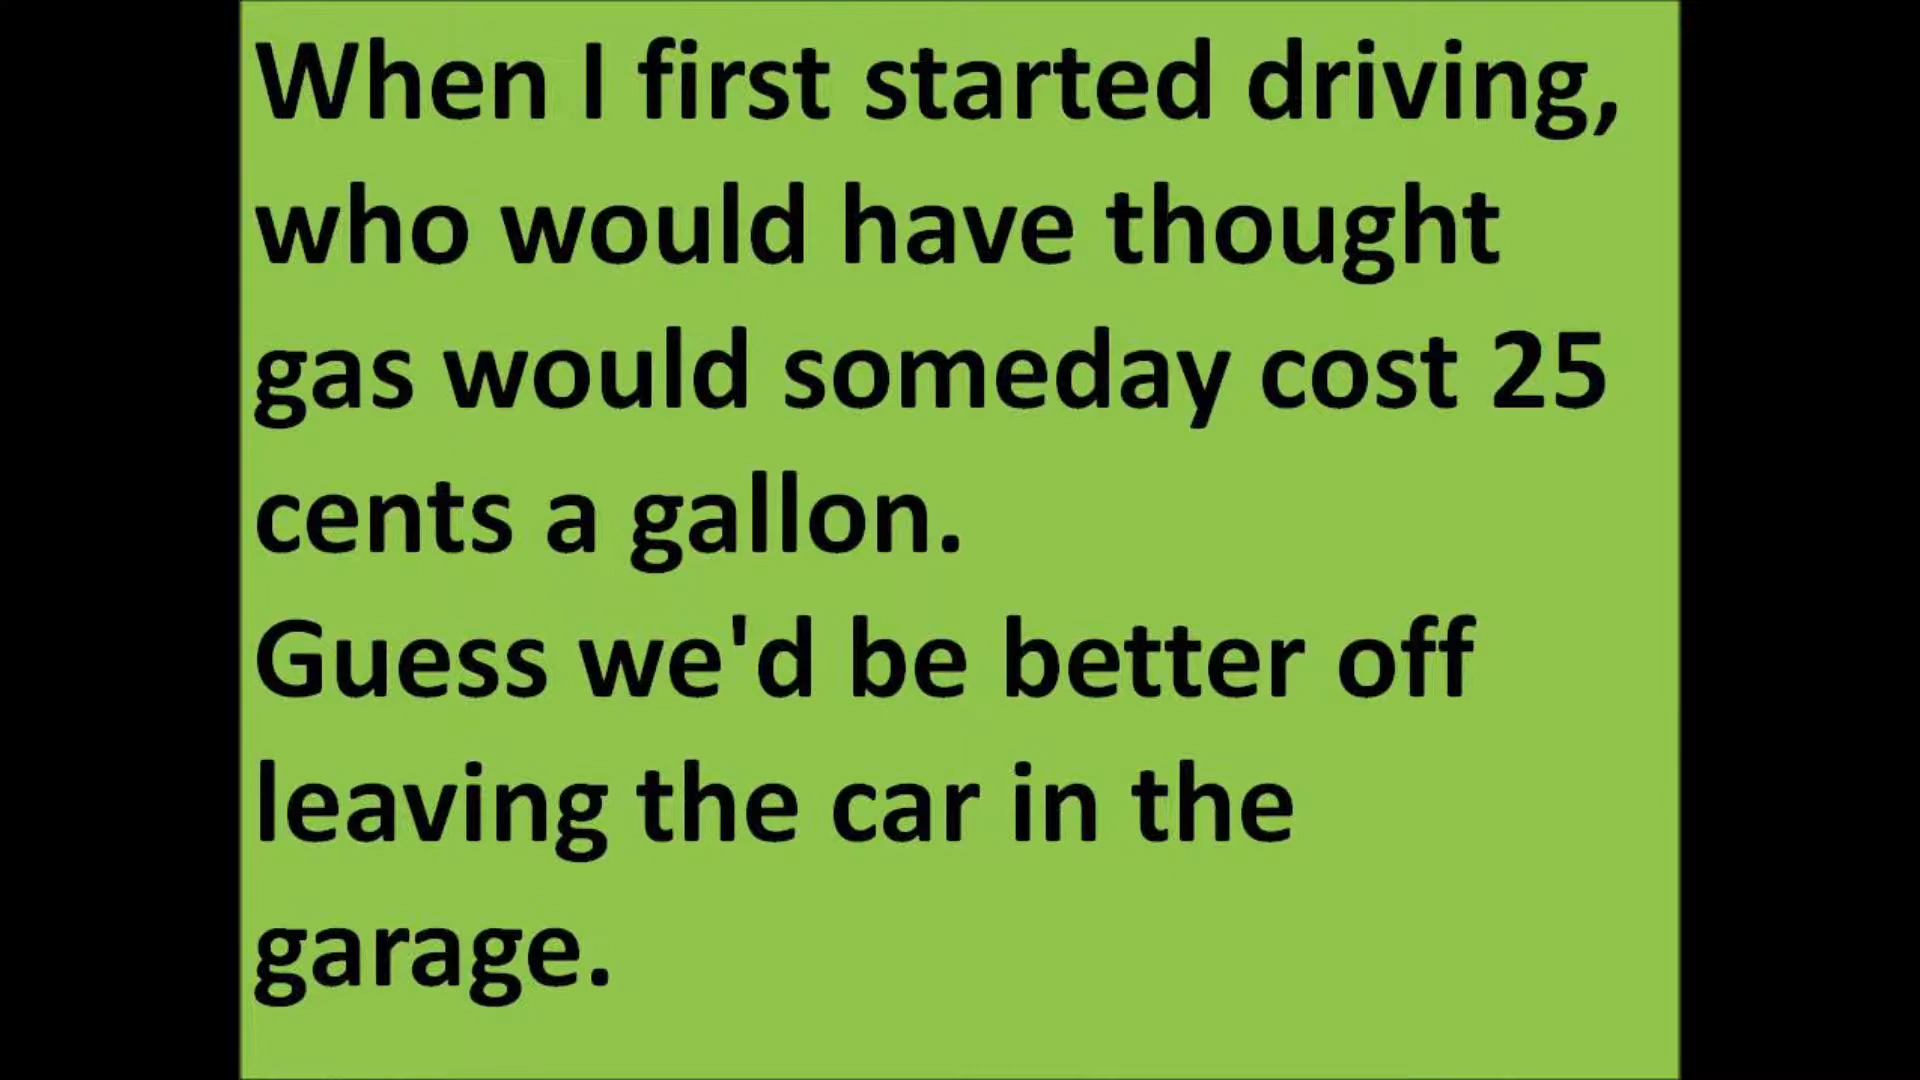 When I first started driving,
who would have thought
gas would someday cost 25
cents a gallon.
Guess we'd be better off
leaving the car in the
garage.